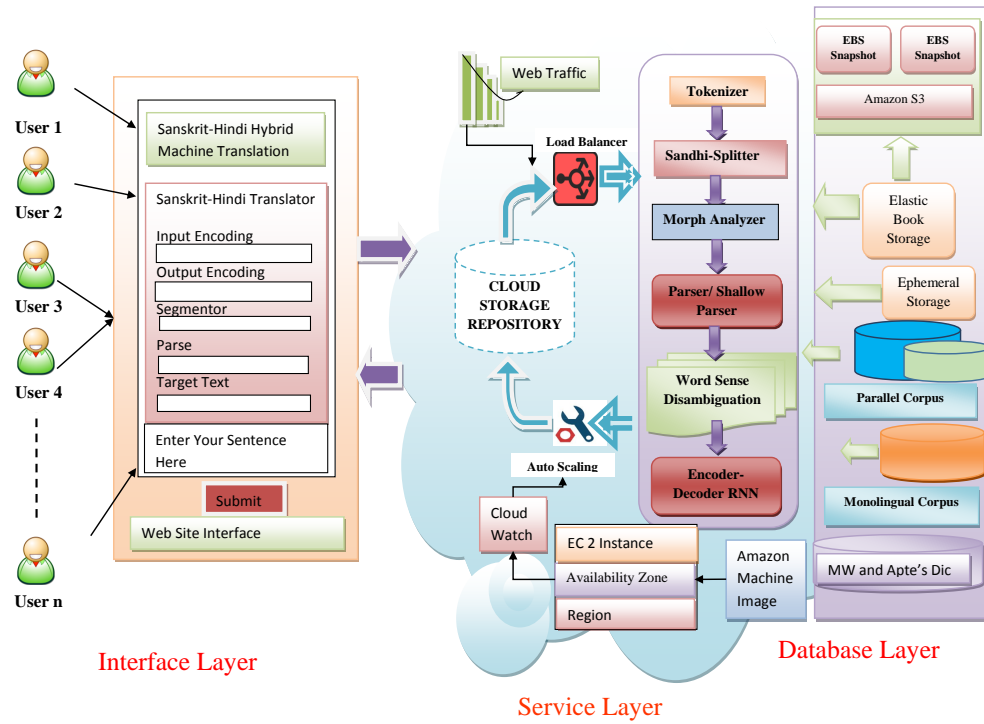 User 1
User 2
User 3
User 4
User n
Sanskrit-Hindi Hybrid
Machine Translation
Sanskrit-Hindi Translator
Input Encoding
Output Encoding
Segmentor
Parse
Target Text
Enter Your Sentence
Here
Submit
Web Site Interface
Interface Layer
Web Traffic
Load Balancer
CLOUD
STORAGE
REPOSITORY
Auto Scaling
Cloud
Watch
EC 2 Instance
Availability Zone
Region
Amazon
Machine
Image
Tokenizer
Sandhi-Splitter
Morph Analyzer
Parser/ Shallow
Parser
Word Sense
Disambiguation
Encoder-
Decoder RNN
Service Layer
EBS
Snapshot
EBS
Snapshot
Amazon S3
Elastic
Book
Storage
Ephemeral
Storage
Parallel Corpus
Monolingual Corpus
MW and Apte's Dic
Database Layer